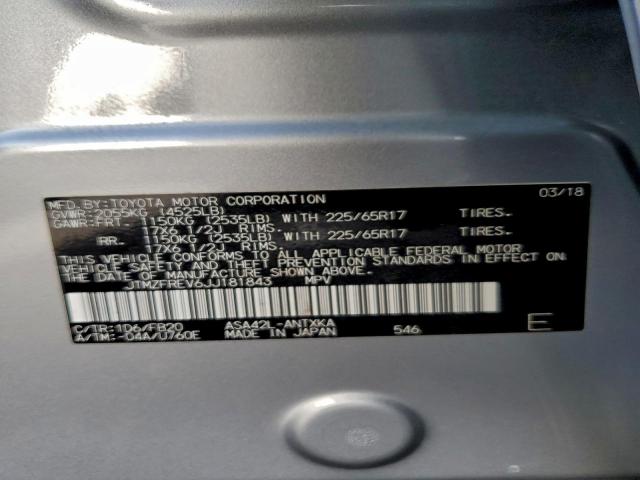 MFD. BY: TOYOTA MOTOR CORPORATION 03/18
GVWR: 2055KG (4525LB)
GAWR: FRT. 1150KG (2535LB) WITH 225/65R17 TIRES.
17X6 1/2J RIMS.
RR. 1150KG (2535LB) WITH 225/65R17 TIRES.
17X6 1/2J RIMS.
THIS VEHICLE CONFORMS TO ALL APPLICABLE FEDERAL MOTOR
VEHICLE SAFETY AND THEFT PREVENTION STANDARDS IN EFFECT ON
THE DATE OF MANUFACTURE SHOWN ABOVE.
JTMZFREV6JJ181843 MPV
C/TR: 1D6/FB20 ASA42L-ANTXKA
A/TM: -04A/U760E MADE IN JAPAN 546 E